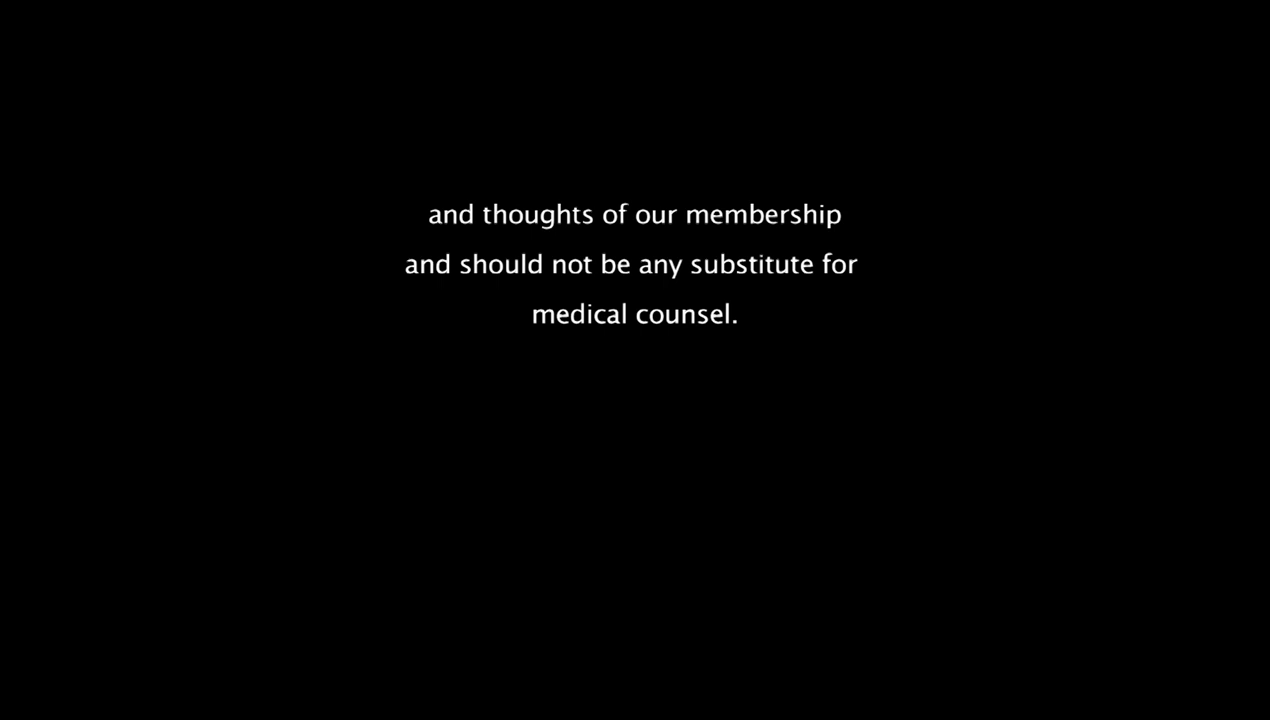 and thoughts of our membership
and should not be any substitute for
medical counsel.